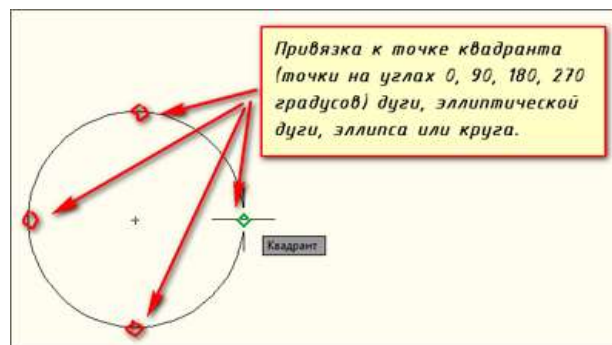 Привязка к точке квадранта
(точки на углах 0, 90, 180, 270
градусов) дуги, эллиптической
дуги, эллипса или круга.
Квадрант